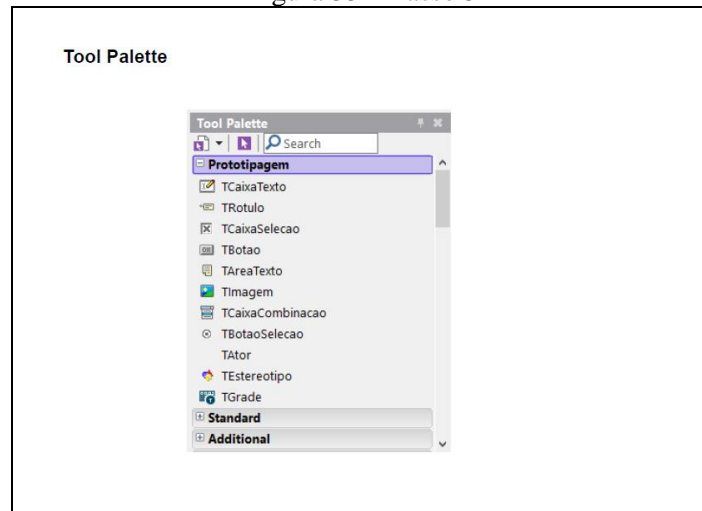 Tool Palette
Tool Palette
Search
Prototipagem
TCaixaTexto
TRotulo
TCaixaSelecao
TBotao
TAreaTexto
TImagem
TCaixaCombinacao
TBotaoSelecao
TAtor
TEstereotipo
TGrade
Standard
Additional